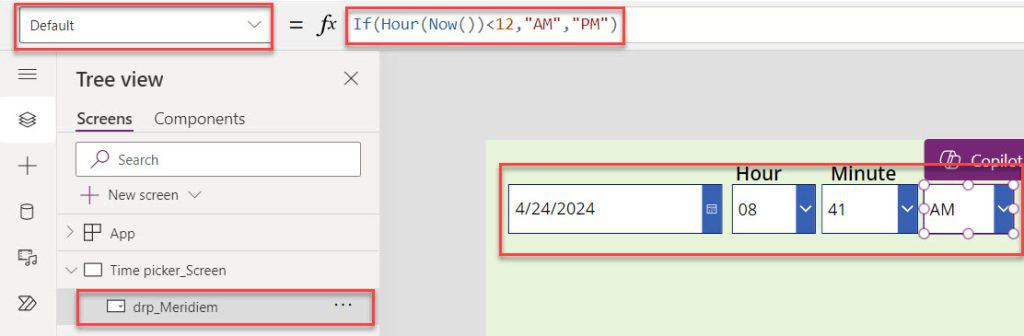 Default
= fx If(Hour(Now())<12,"AM","PM")
Tree view
Screens Components
Search
New screen
App
Time picker_Screen
drp_Meridiem
Copilot
Hour Minute
4/24/2024 08 41 AM